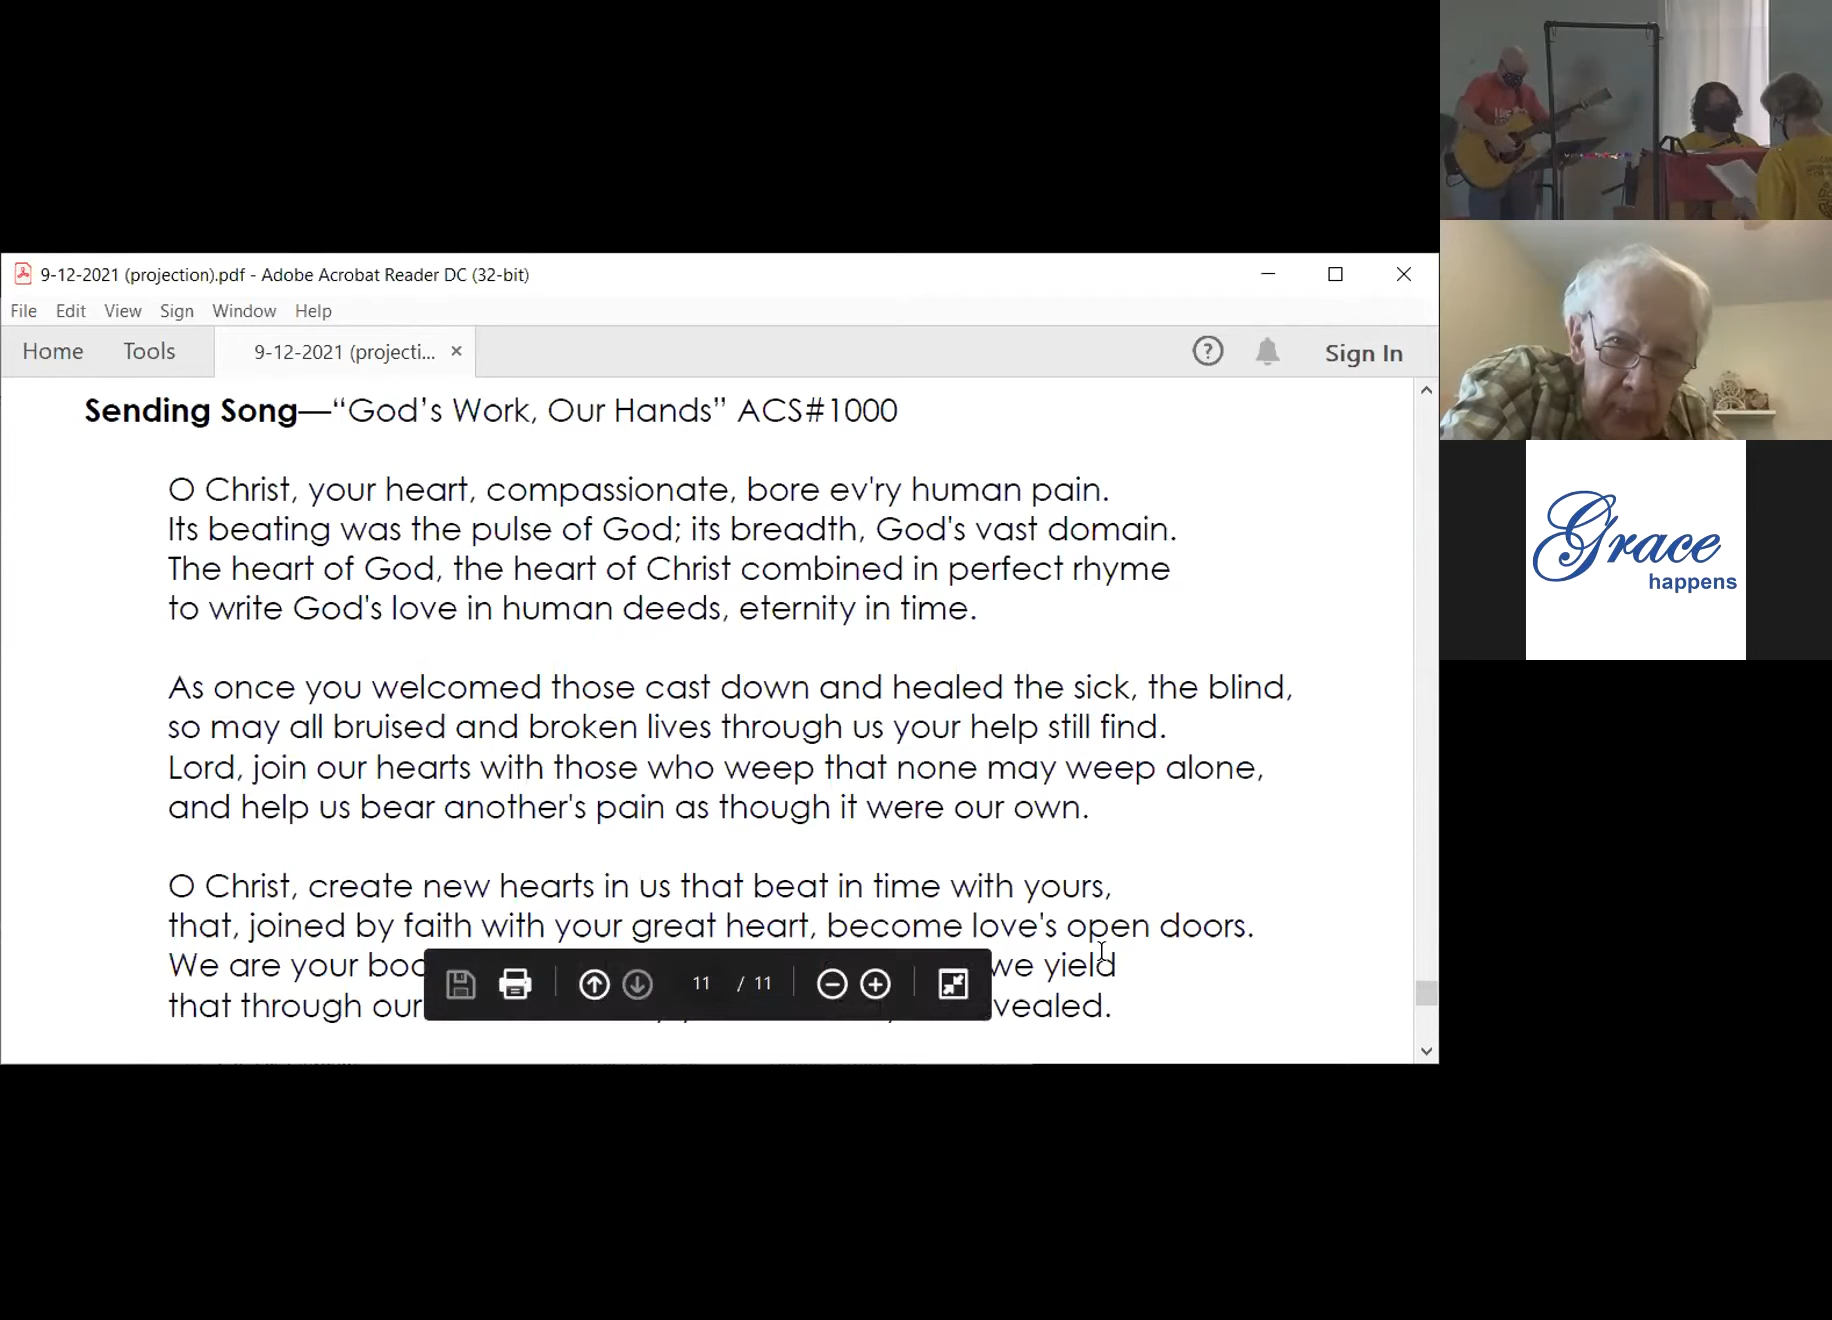 9-12-2021 (projection).pdf - Adobe Acrobat Reader DC (32-bit)
File Edit View Sign Window Help
Home Tools 9-12-2021 (projecti... × Sign In
Sending Song—“God’s Work, Our Hands” ACS#1000
O Christ, your heart, compassionate, bore ev'ry human pain.
Its beating was the pulse of God; its breadth, God's vast domain.
The heart of God, the heart of Christ combined in perfect rhyme
to write God's love in human deeds, eternity in time.
As once you welcomed those cast down and healed the sick, the blind,
so may all bruised and broken lives through us your help still find.
Lord, join our hearts with those who weep that none may weep alone,
and help us bear another's pain as though it were our own.
O Christ, create new hearts in us that beat in time with yours,
that, joined by faith with your great heart, become love's open doors.
We are your we yield
that through our vealed.
11 / 11
Grace
happens